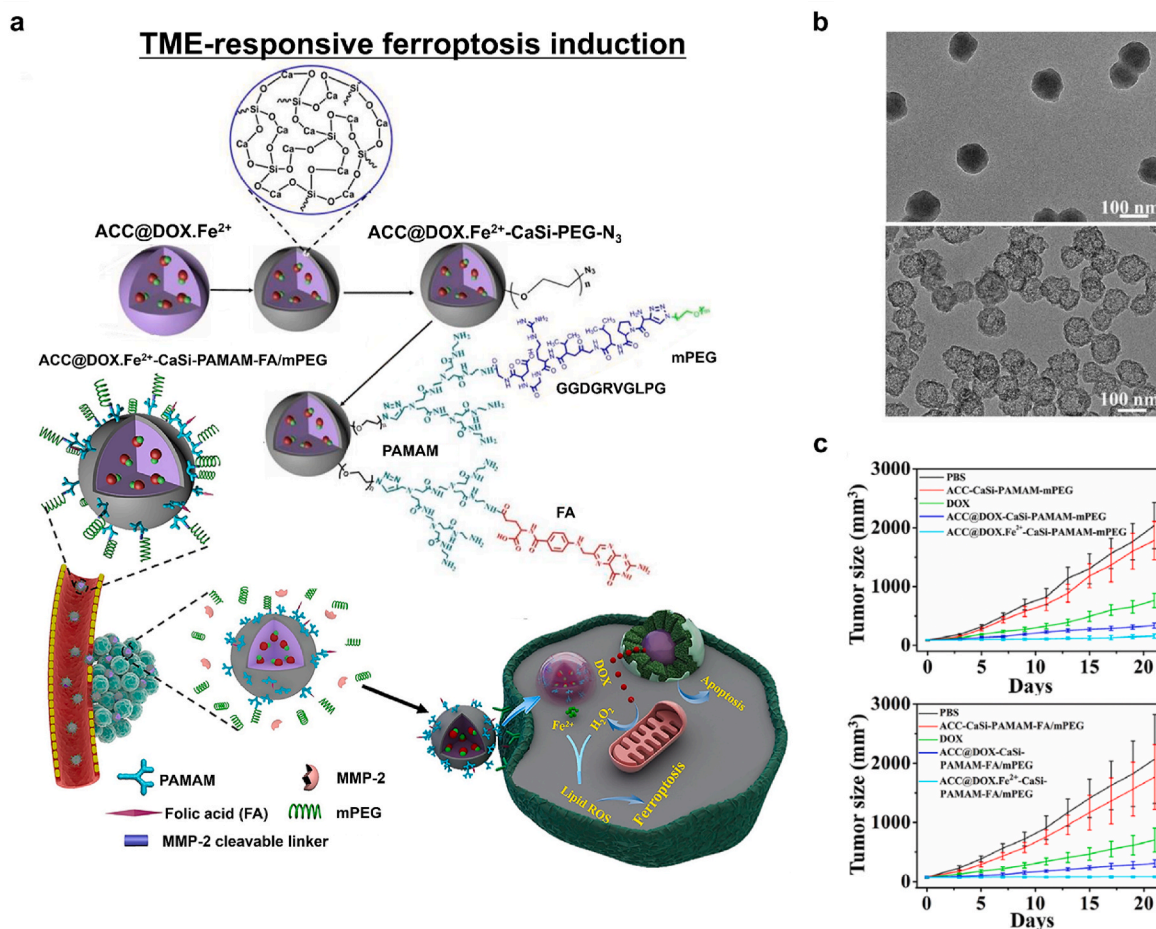 a
TME-responsive ferroptosis induction
ACC@DOX.Fe²⁺
ACC@DOX.Fe²⁺-CaSi-PEG-N₃
N₃
n
ACC@DOX.Fe²⁺-CaSi-PAMAM-FA/mPEG
mPEG
GGDGRVGLPG
PAMAM
FA
DOX
Apoptosis
Fe²⁺
H₂O₂
Lipid ROS
Ferroptosis
PAMAM
MMP-2
Folic acid (FA)
mPEG
MMP-2 cleavable linker
b
100 nm
100 nm
c
Tumor size (mm³)
3000
2000
1000
0
PBS
ACC-CaSi-PAMAM-mPEG
DOX
ACC@DOX-CaSi-PAMAM-mPEG
ACC@DOX.Fe²⁺-CaSi-PAMAM-mPEG
0 5 10 15 20
Days
Tumor size (mm³)
3000
2000
1000
0
PBS
ACC-CaSi-PAMAM-FA/mPEG
DOX
ACC@DOX-CaSi-
PAMAM-FA/mPEG
ACC@DOX.Fe²⁺-CaSi-
PAMAM-FA/mPEG
0 5 10 15 20
Days